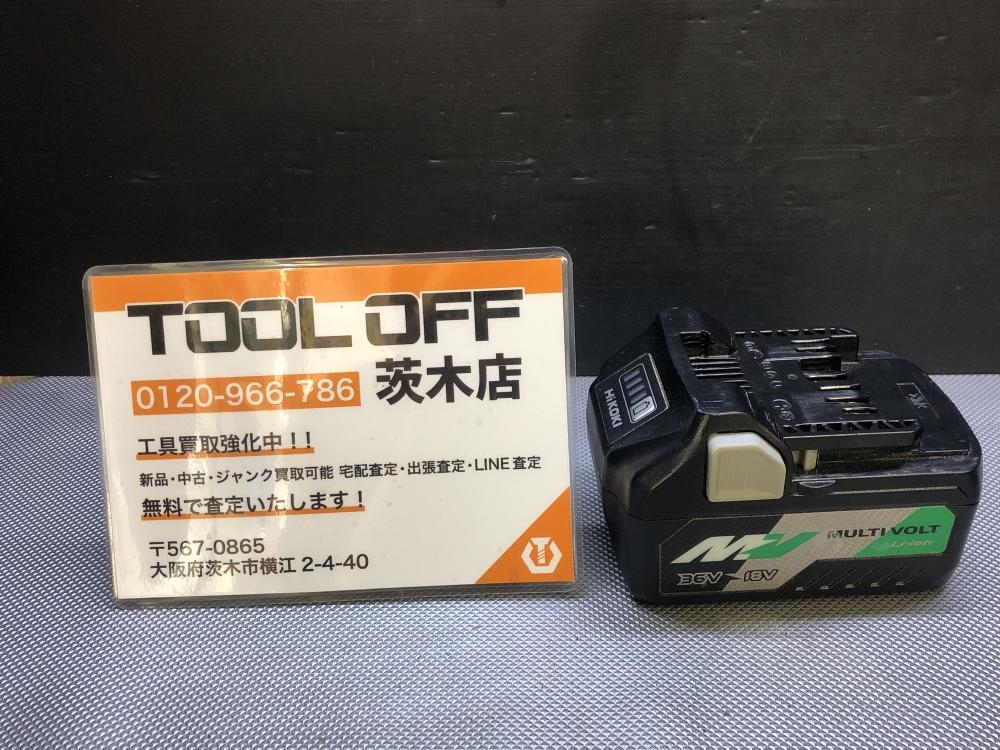 TOOL OFF
0120-966-786 茨木店
工具買取強化中！！
新品・中古・ジャンク買取可能 宅配査定・出張査定・LINE査定
無料で査定いたします！
〒567-0865
大阪府茨木市横江 2-4-40
HiKOKI
MV
MULTI VOLT
Li-ion
36V 18V